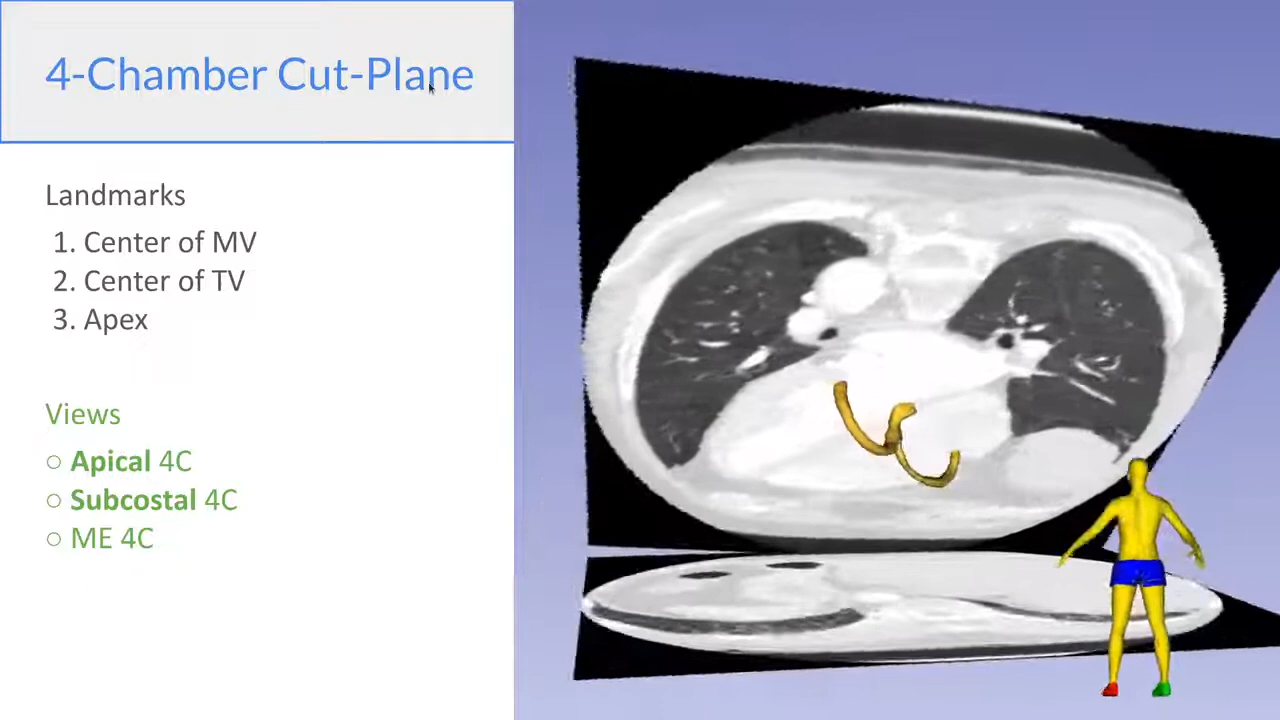 4-Chamber Cut-Plane
Landmarks
1. Center of MV
2. Center of TV
3. Apex
Views
○ Apical 4C
○ Subcostal 4C
○ ME 4C